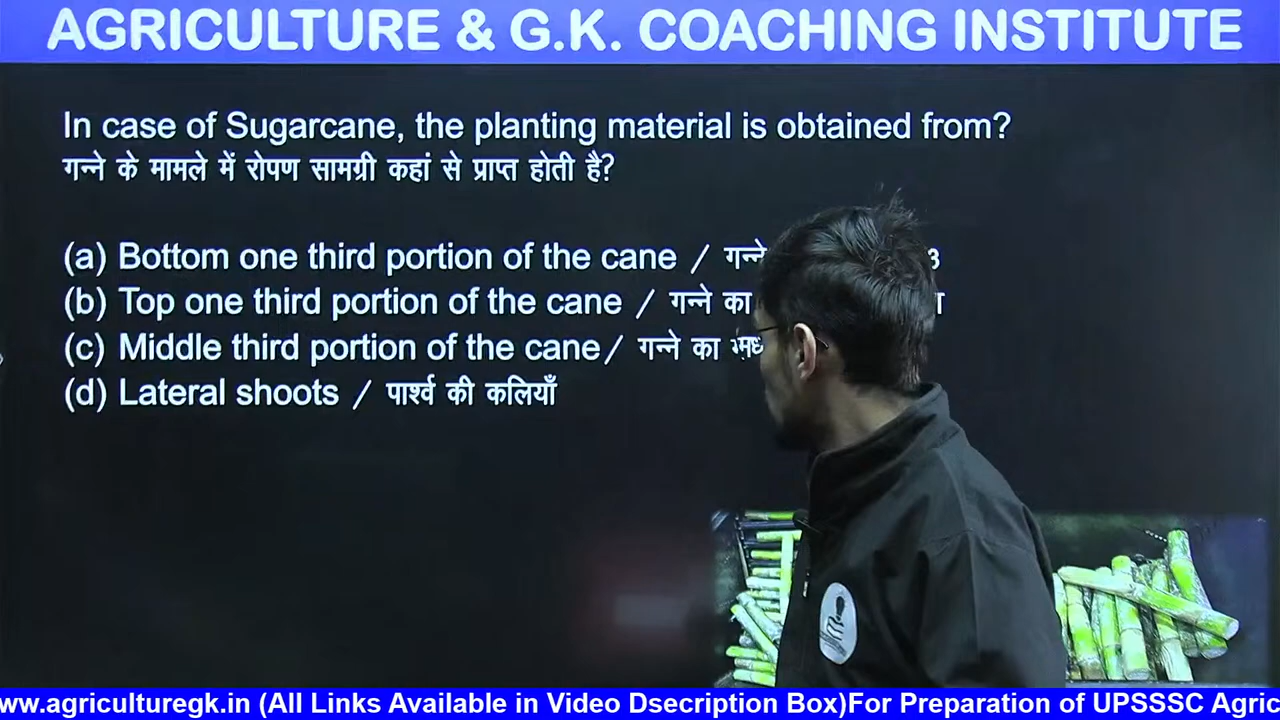 AGRICULTURE & G.K. COACHING INSTITUTE
In case of Sugarcane, the planting material is obtained from?
गन्ने के मामले में रोपण सामग्री कहां से प्राप्त होती है?
(a) Bottom one third portion of the cane / गन्ने
(b) Top one third portion of the cane / गन्ने का
(c) Middle third portion of the cane/ गन्ने का
(d) Lateral shoots / पार्श्व की कलियाँ
ww.agriculturegk.in (All Links Available in Video Dsecription Box)For Preparation of UPSSSC Agric